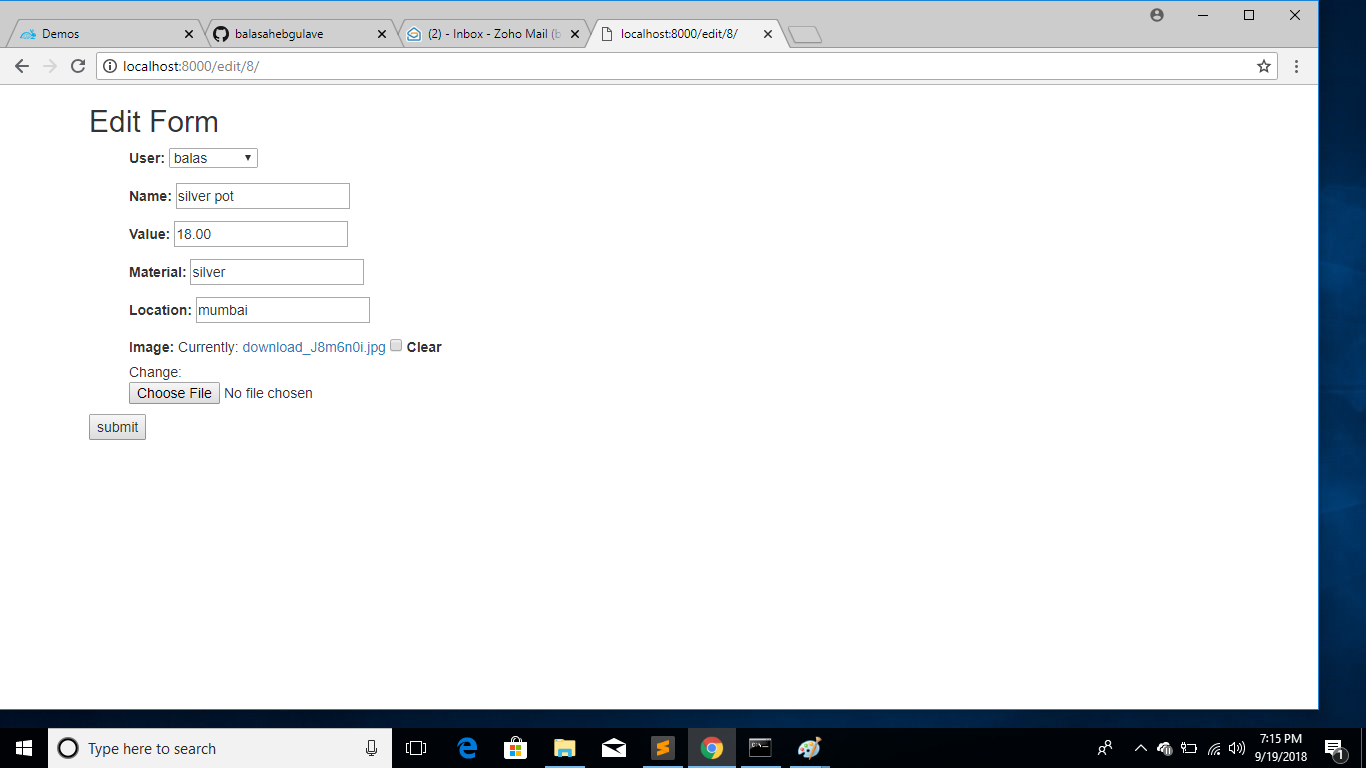 Demos
balasahebgulave
(2) - Inbox - Zoho Mail (b
localhost:8000/edit/8/
localhost:8000/edit/8/
Edit Form
User: balas
Name: silver pot
Value: 18.00
Material: silver
Location: mumbai
Image: Currently: download_J8m6n0i.jpg Clear
Change:
Choose File No file chosen
submit
Type here to search
7:15 PM
9/19/2018
1